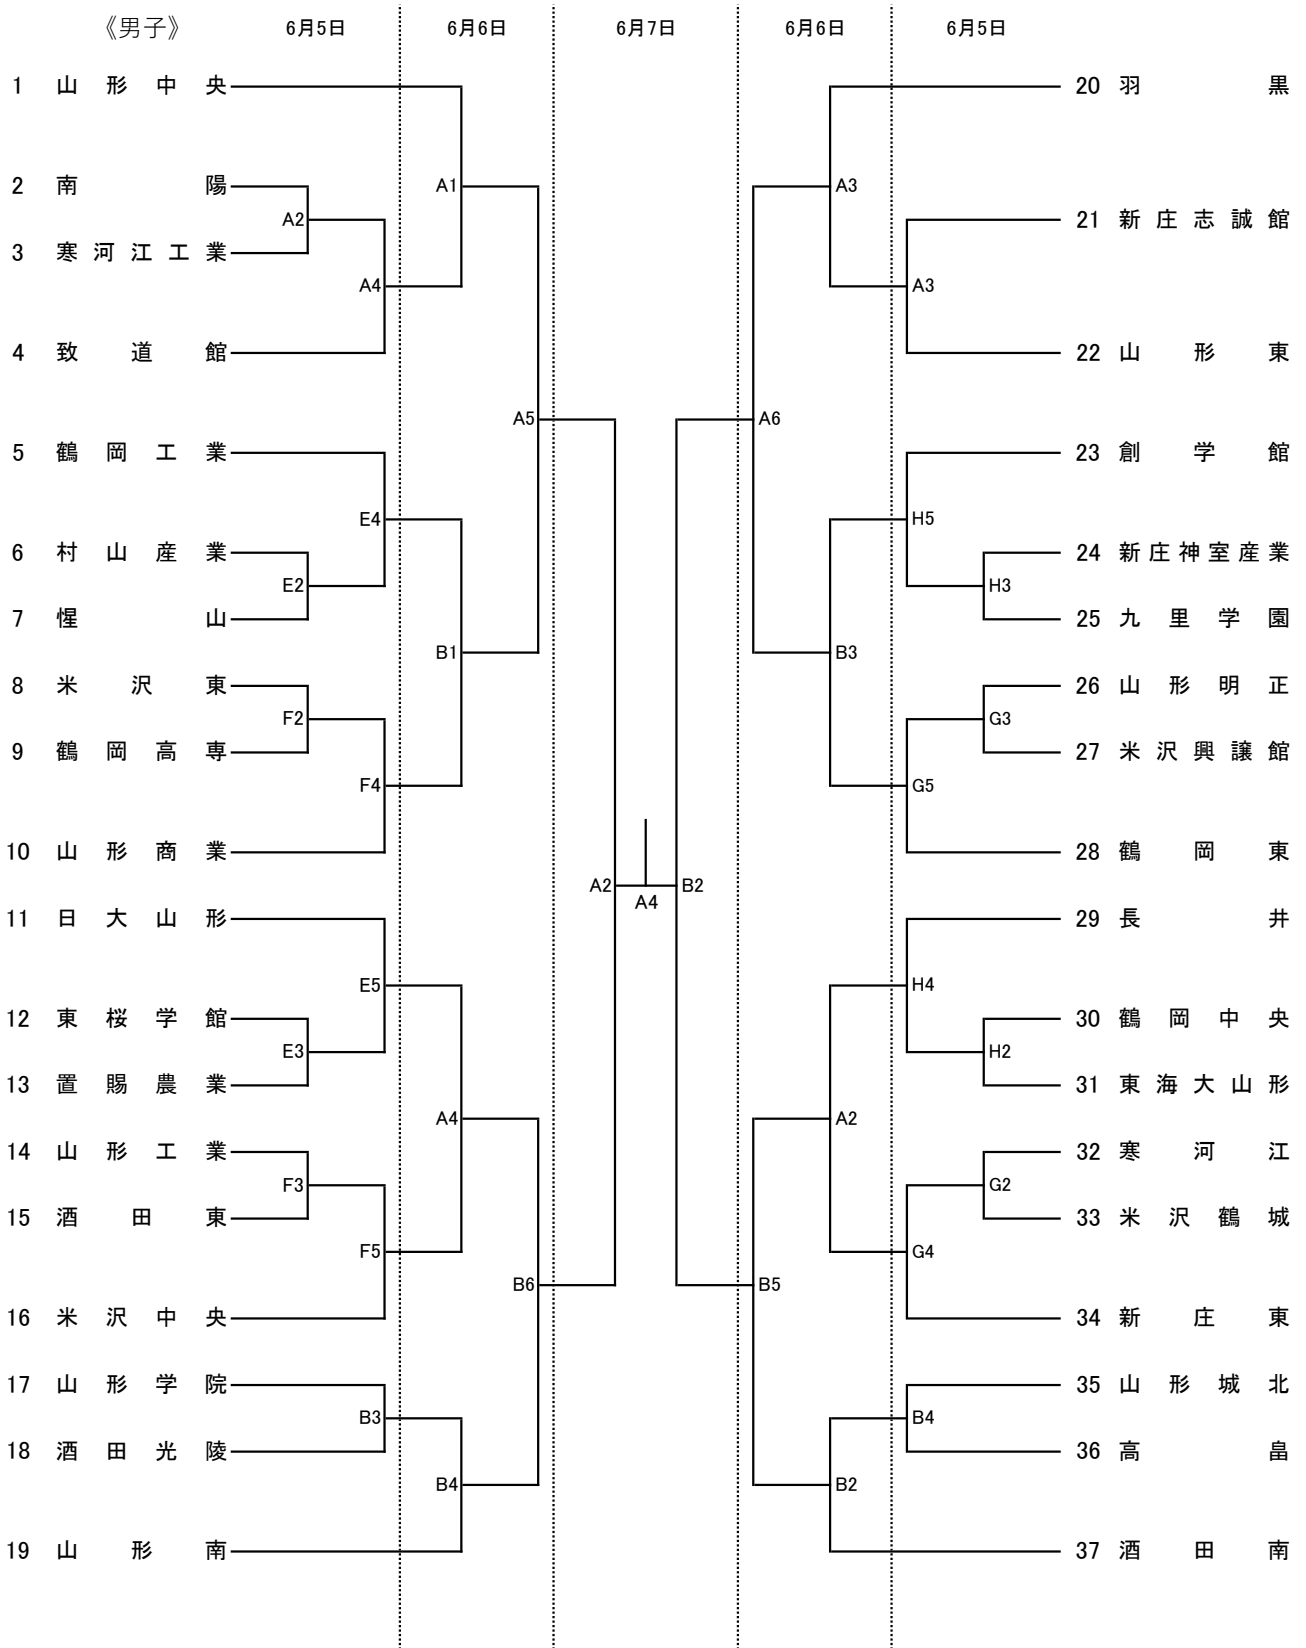 《男子》 6月5日 6月6日 6月7日 6月6日 6月5日
1 山形中央 20 羽黒
2 南陽 A1 A3
A2 21 新庄志誠館
3 寒河江工業
A4 A3
4 致道館 22 山形東
A5 A6
5 鶴岡工業 23 創学館
E4 H5
6 村山産業 24 新庄神室産業
E2 H3
7 惺山 25 九里学園
B1 B3
8 米沢東 26 山形明正
F2 G3
9 鶴岡高専 27 米沢興譲館
F4 G5
10 山形商業 28 鶴岡東
A2 B2
A4
11 日大山形 29 長井
E5 H4
12 東桜学館 30 鶴岡中央
E3 H2
13 置賜農業 31 東海大山形
A4 A2
14 山形工業 32 寒河江
F3 G2
15 酒田東 33 米沢鶴城
F5 G4
B6 B5
16 米沢中央 34 新庄東
17 山形学院 35 山形城北
B3 B4
18 酒田光陵 36 高畠
B4 B2
19 山形南 37 酒田南